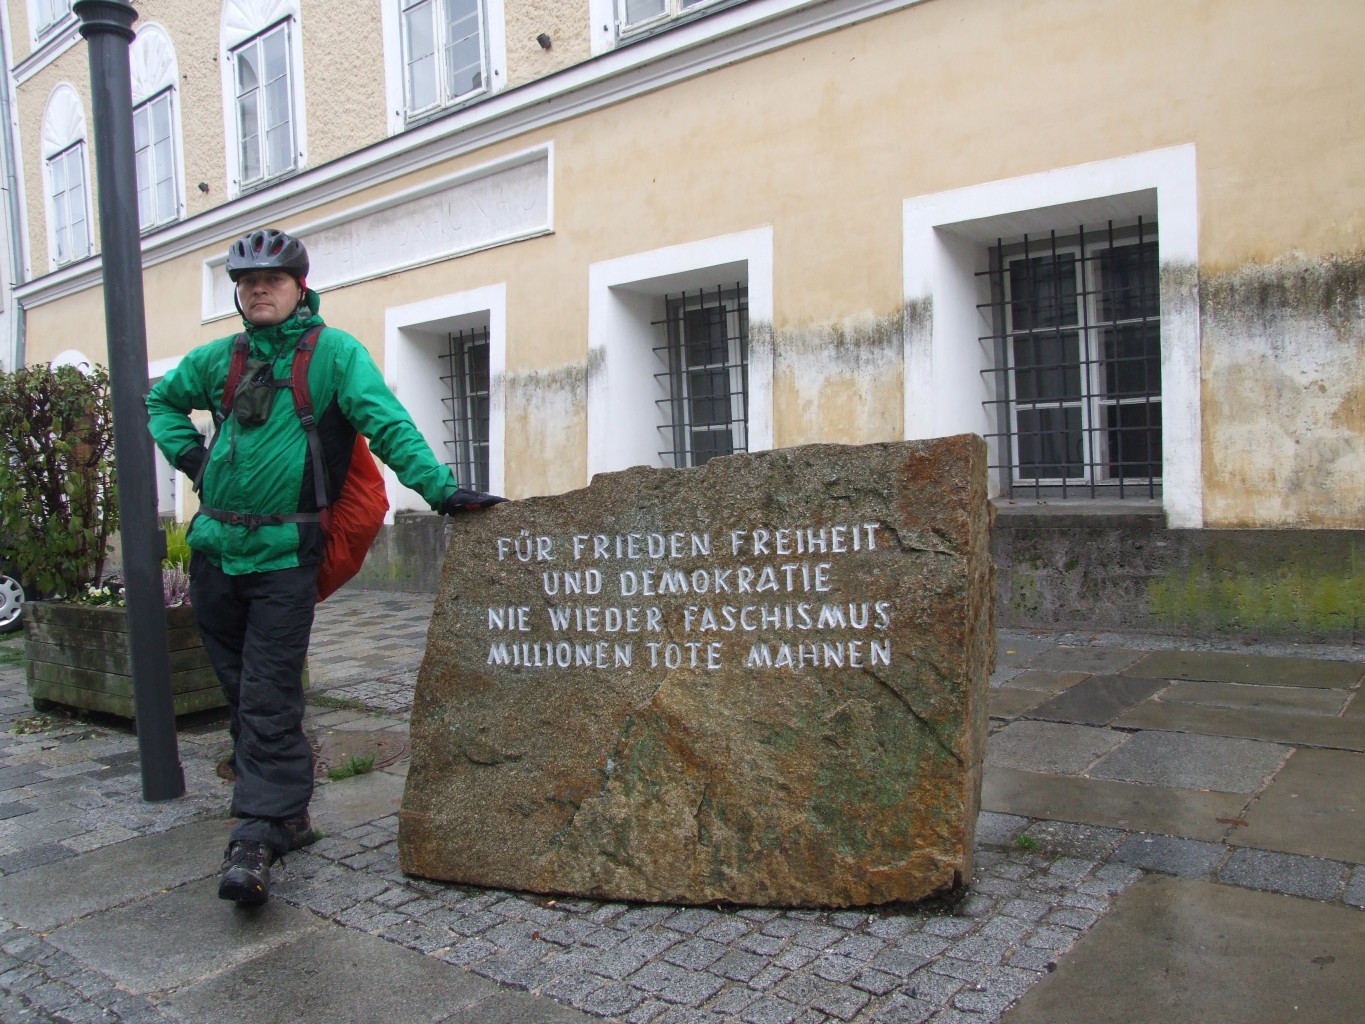 FÜR FRIEDEN FREIHEIT
UND DEMOKRATIE
NIE WIEDER FASCHISMUS
MILLIONEN TOTE MAHNEN